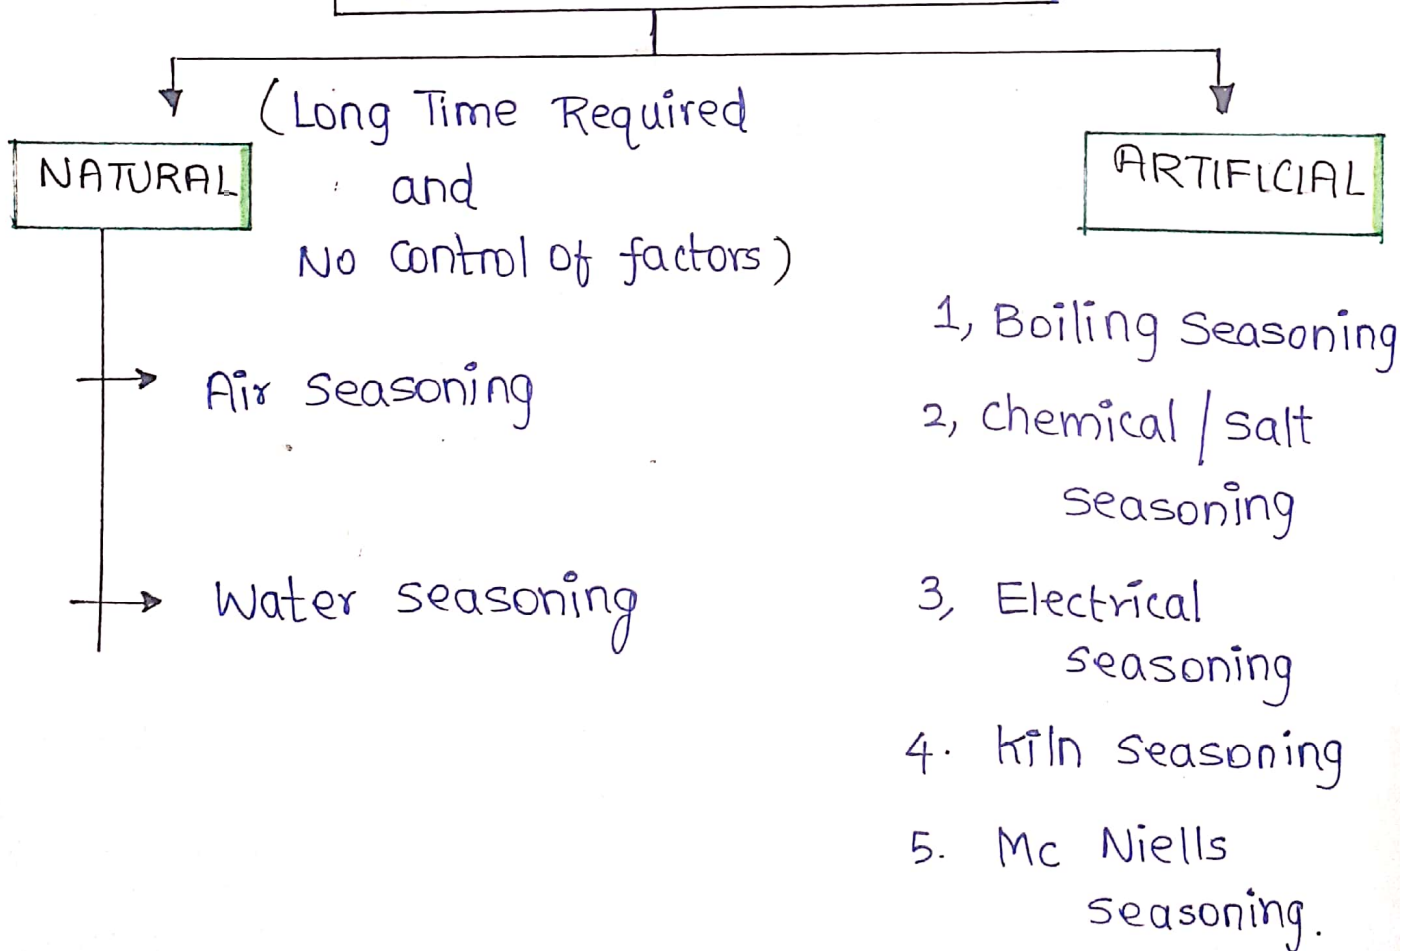 NATURAL
(Long Time Required
and
No control of factors)
Air seasoning
Water seasoning
ARTIFICIAL
1, Boiling Seasoning
2, Chemical / Salt
seasoning
3, Electrical
seasoning
4. Kiln seasoning
5. Mc Niells
seasoning.